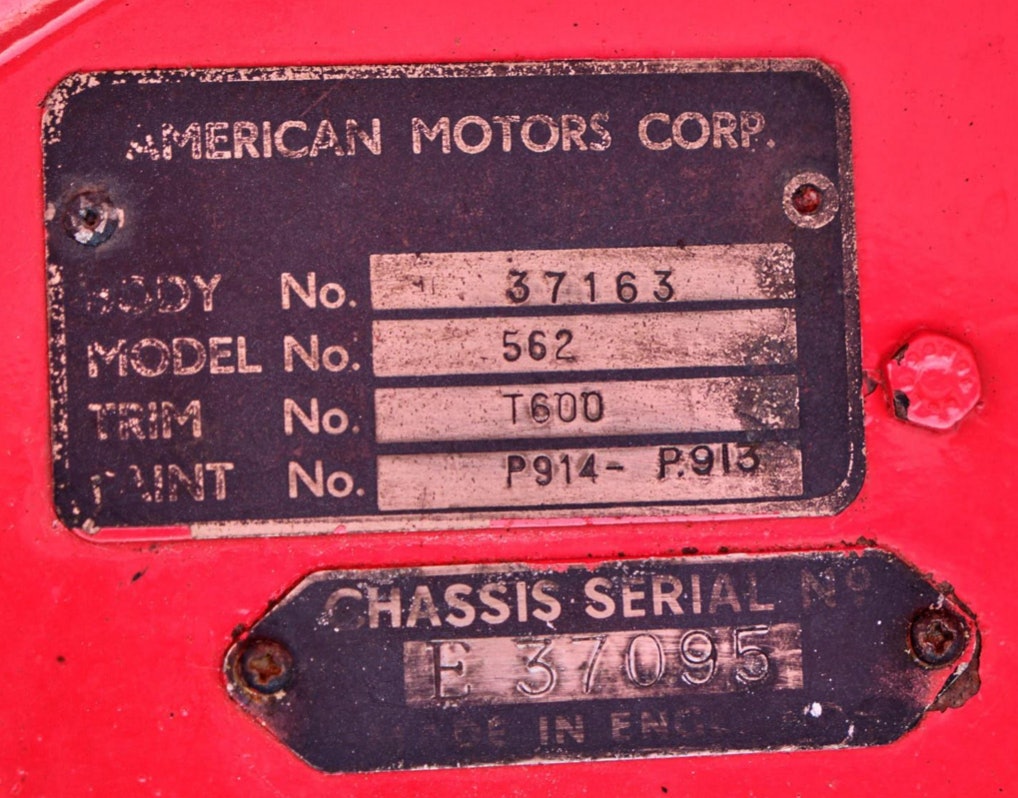 AMERICAN MOTORS CORP.
BODY No. 37163
MODEL No. 562
TRIM No. T600
PAINT No. P914- P.913
CHASSIS SERIAL Nº
E 37095
MADE IN ENGLAND